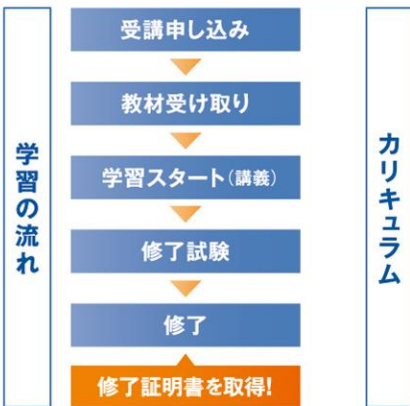 学習の流れ
受講申し込み
教材受け取り
学習スタート(講義)
修了試験
修了
修了証明書を取得!
カリキュラム